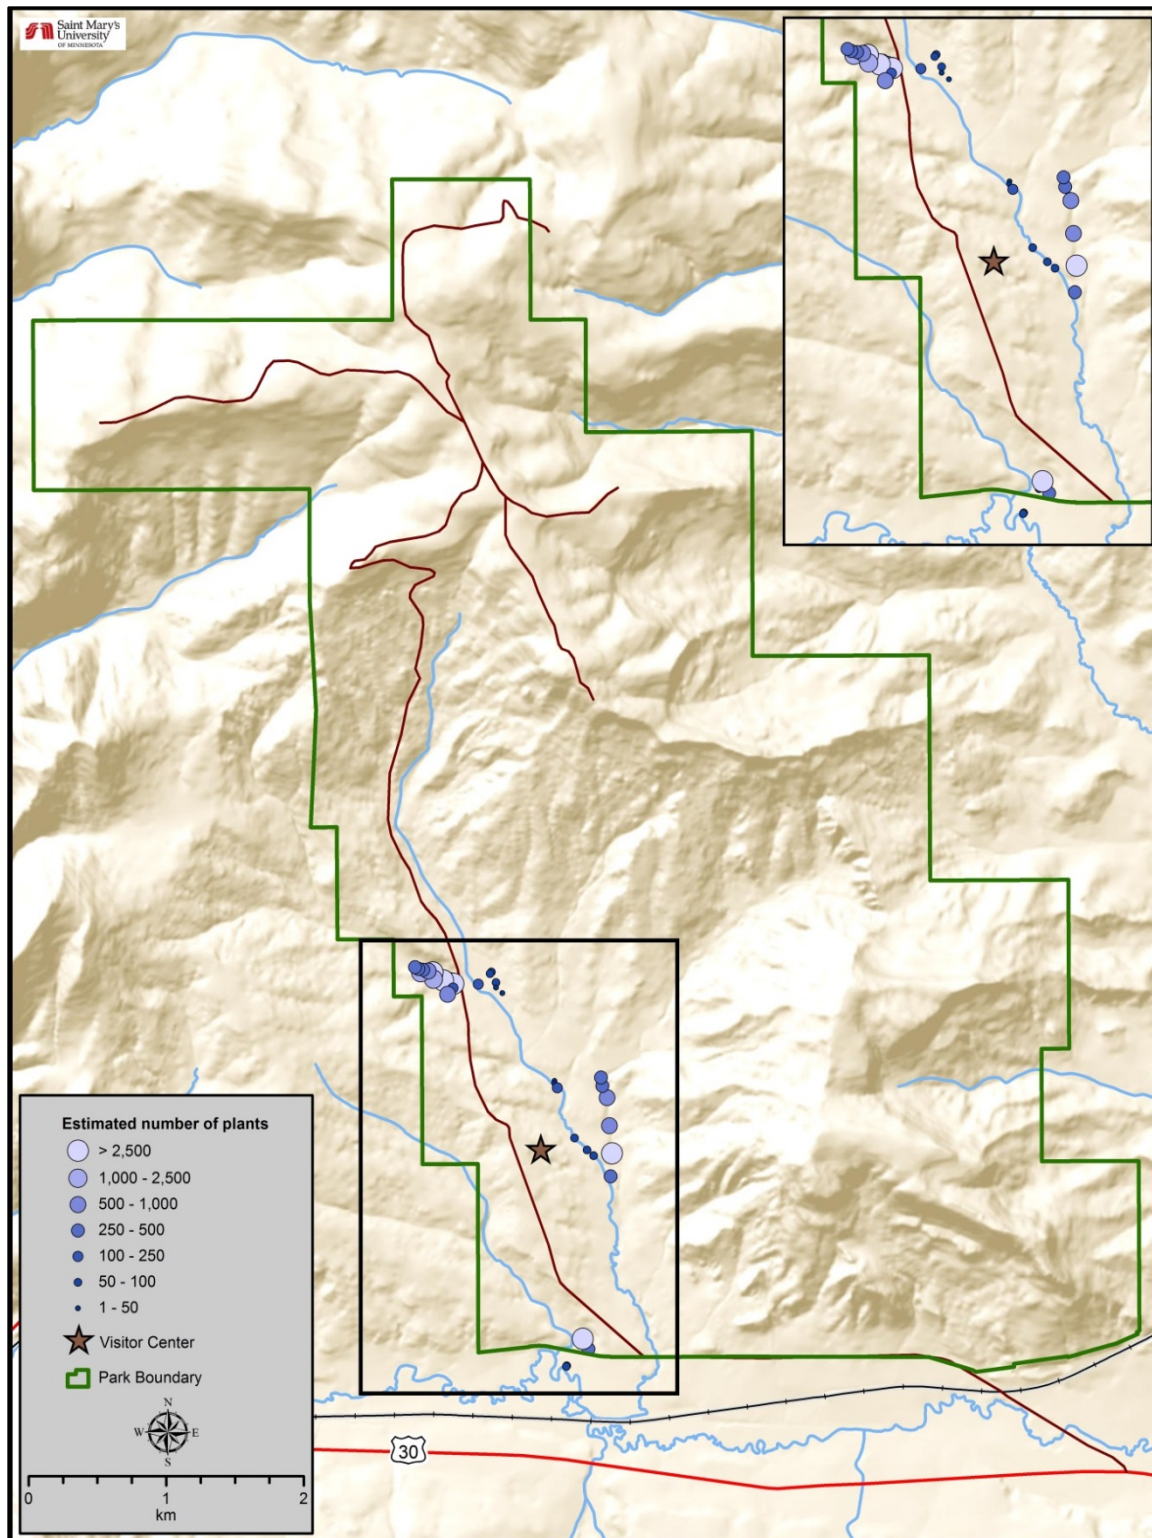 Saint Mary's
University
OF MINNESOTA
Estimated number of plants
> 2,500
1,000 - 2,500
500 - 1,000
250 - 500
100 - 250
50 - 100
1 - 50
Visitor Center
Park Boundary
N
W E
S
0 1 2
km
30